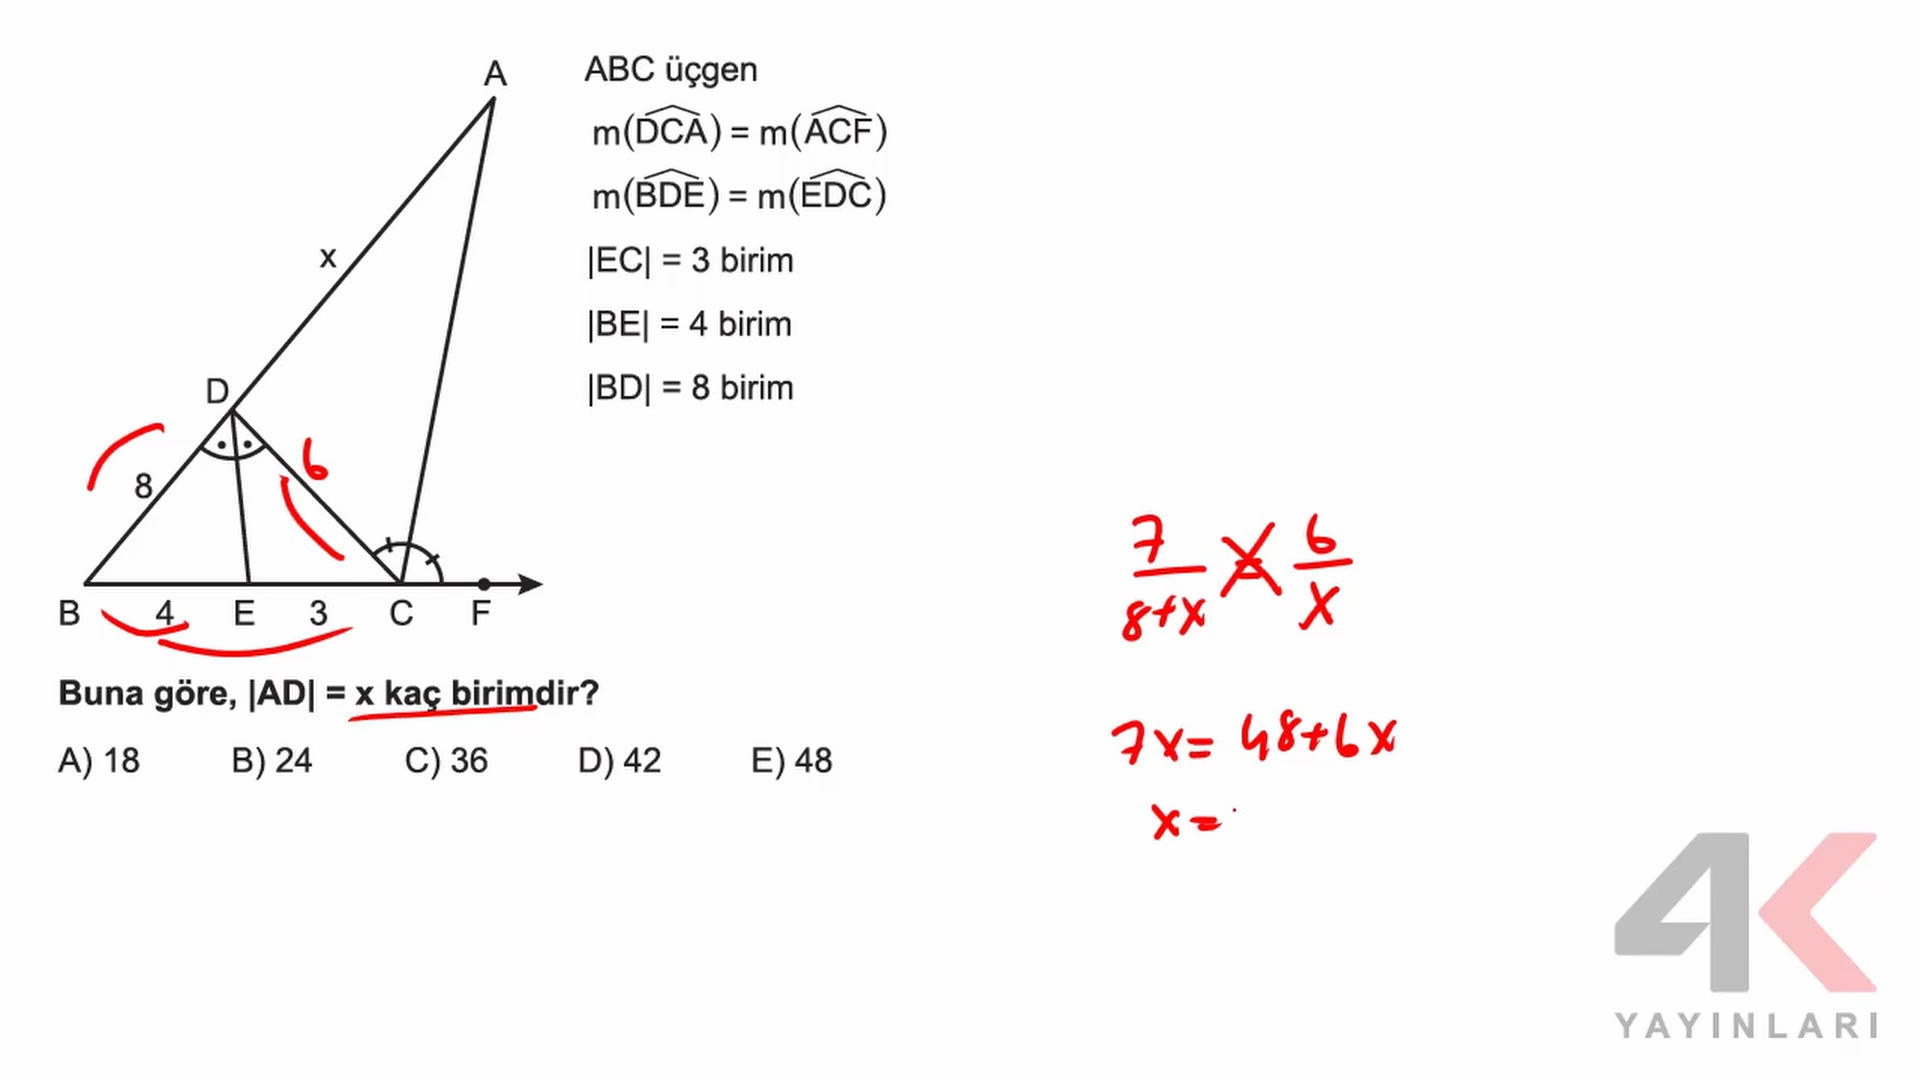 A
ABC üçgen
m(DCA) = m(ACF)
m(BDE) = m(EDC)
x
|EC| = 3 birim
|BE| = 4 birim
D
|BD| = 8 birim
6
8
B 4 E 3 C F
7/8+x = 6/x
Buna göre, |AD| = x kaç birimdir?
7x = 48+6x
A) 18 B) 24 C) 36 D) 42 E) 48
x =
4K
YAYINLARI